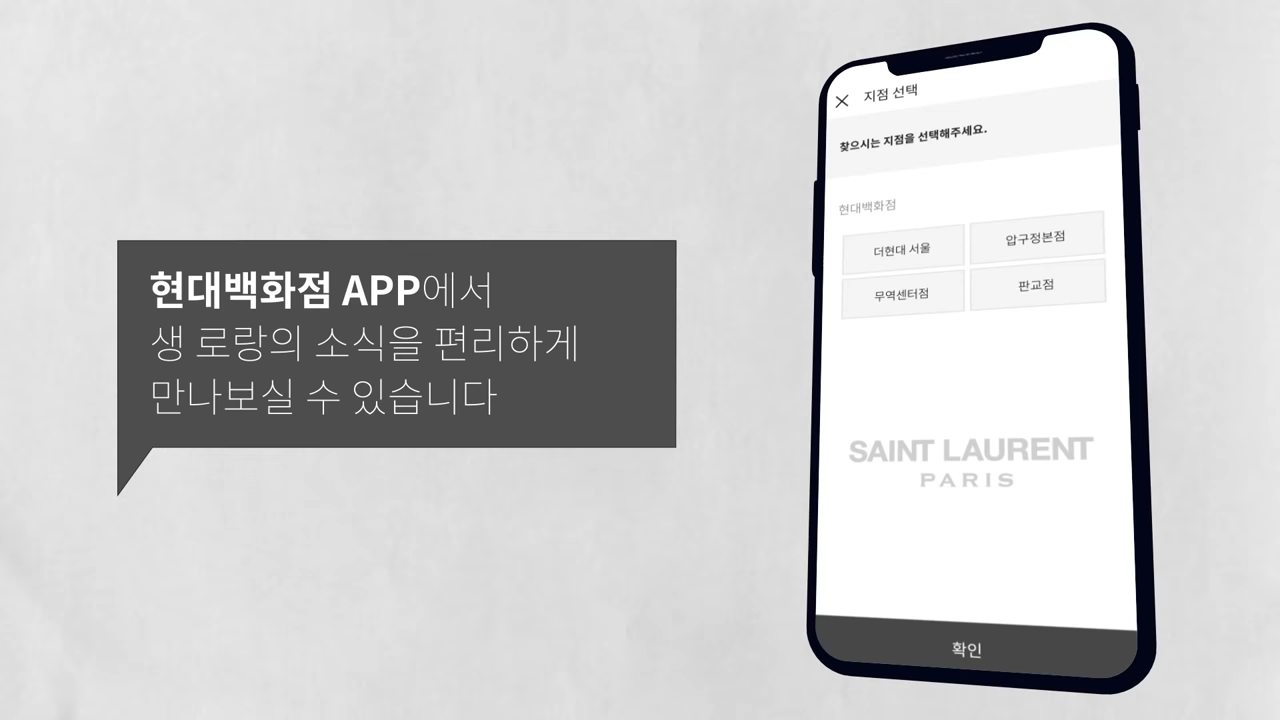 현대백화점 APP에서
생 로랑의 소식을 편리하게
만나보실 수 있습니다
지점 선택
찾으시는 지점을 선택해주세요.
현대백화점
더현대 서울 압구정본점
무역센터점 판교점
SAINT LAURENT
PARIS
확인